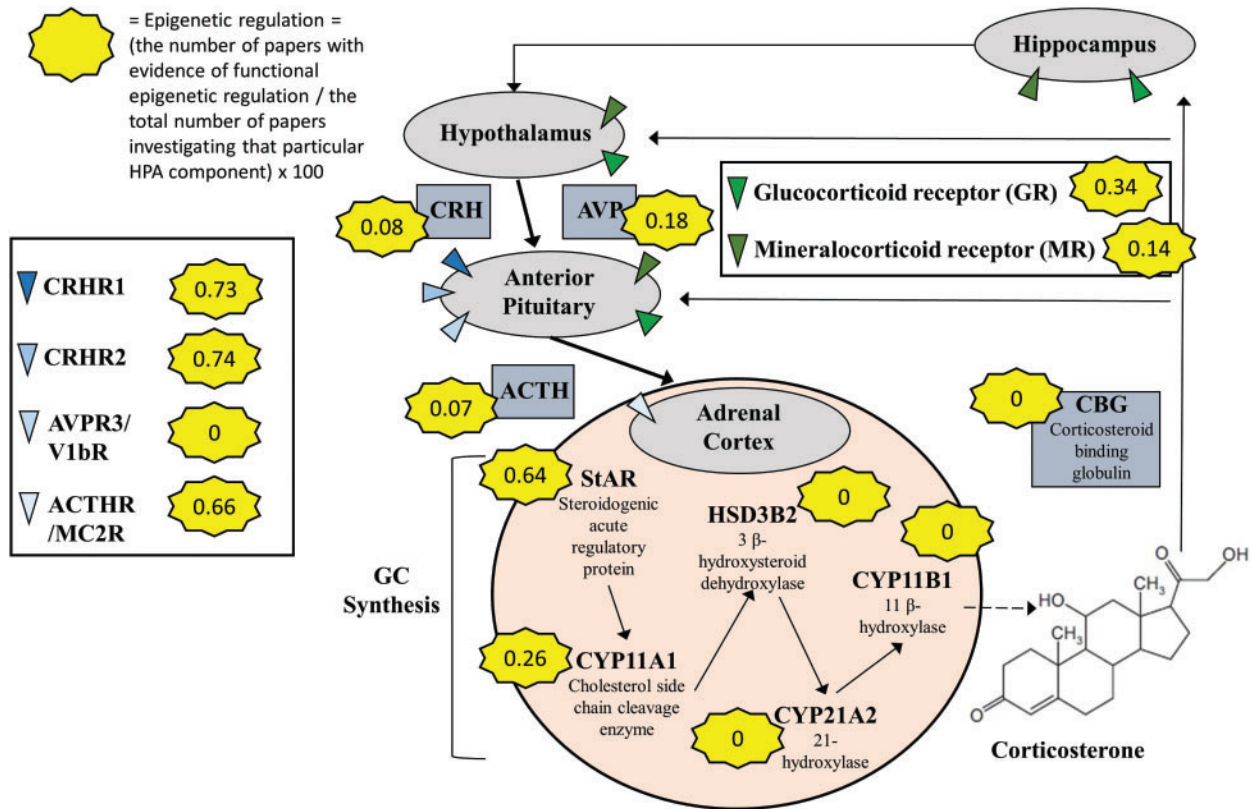 = Epigenetic regulation =
(the number of papers with
evidence of functional
epigenetic regulation / the
total number of papers
investigating that particular
HPA component) x 100
Hippocampus
Hypothalamus
CRH
0.08
AVP
0.18
Glucocorticoid receptor (GR)
0.34
Mineralocorticoid receptor (MR)
0.14
CRHR1
0.73
CRHR2
0.74
AVPR3/
V1bR
0
ACTHR
/MC2R
0.66
Anterior
Pituitary
ACTH
0.07
Adrenal
Cortex
0
CBG
Corticosteroid
binding
globulin
GC
Synthesis
0.64
StAR
Steroidogenic
acute
regulatory
protein
0
HSD3B2
3 β-
hydroxysteroid
dehydroxylase
0
CYP11B1
11 β-
hydroxylase
0.26
CYP11A1
Cholesterol side
chain cleavage
enzyme
0
CYP21A2
21-
hydroxylase
O
OH
CH3
HO
CH3
O
Corticosterone